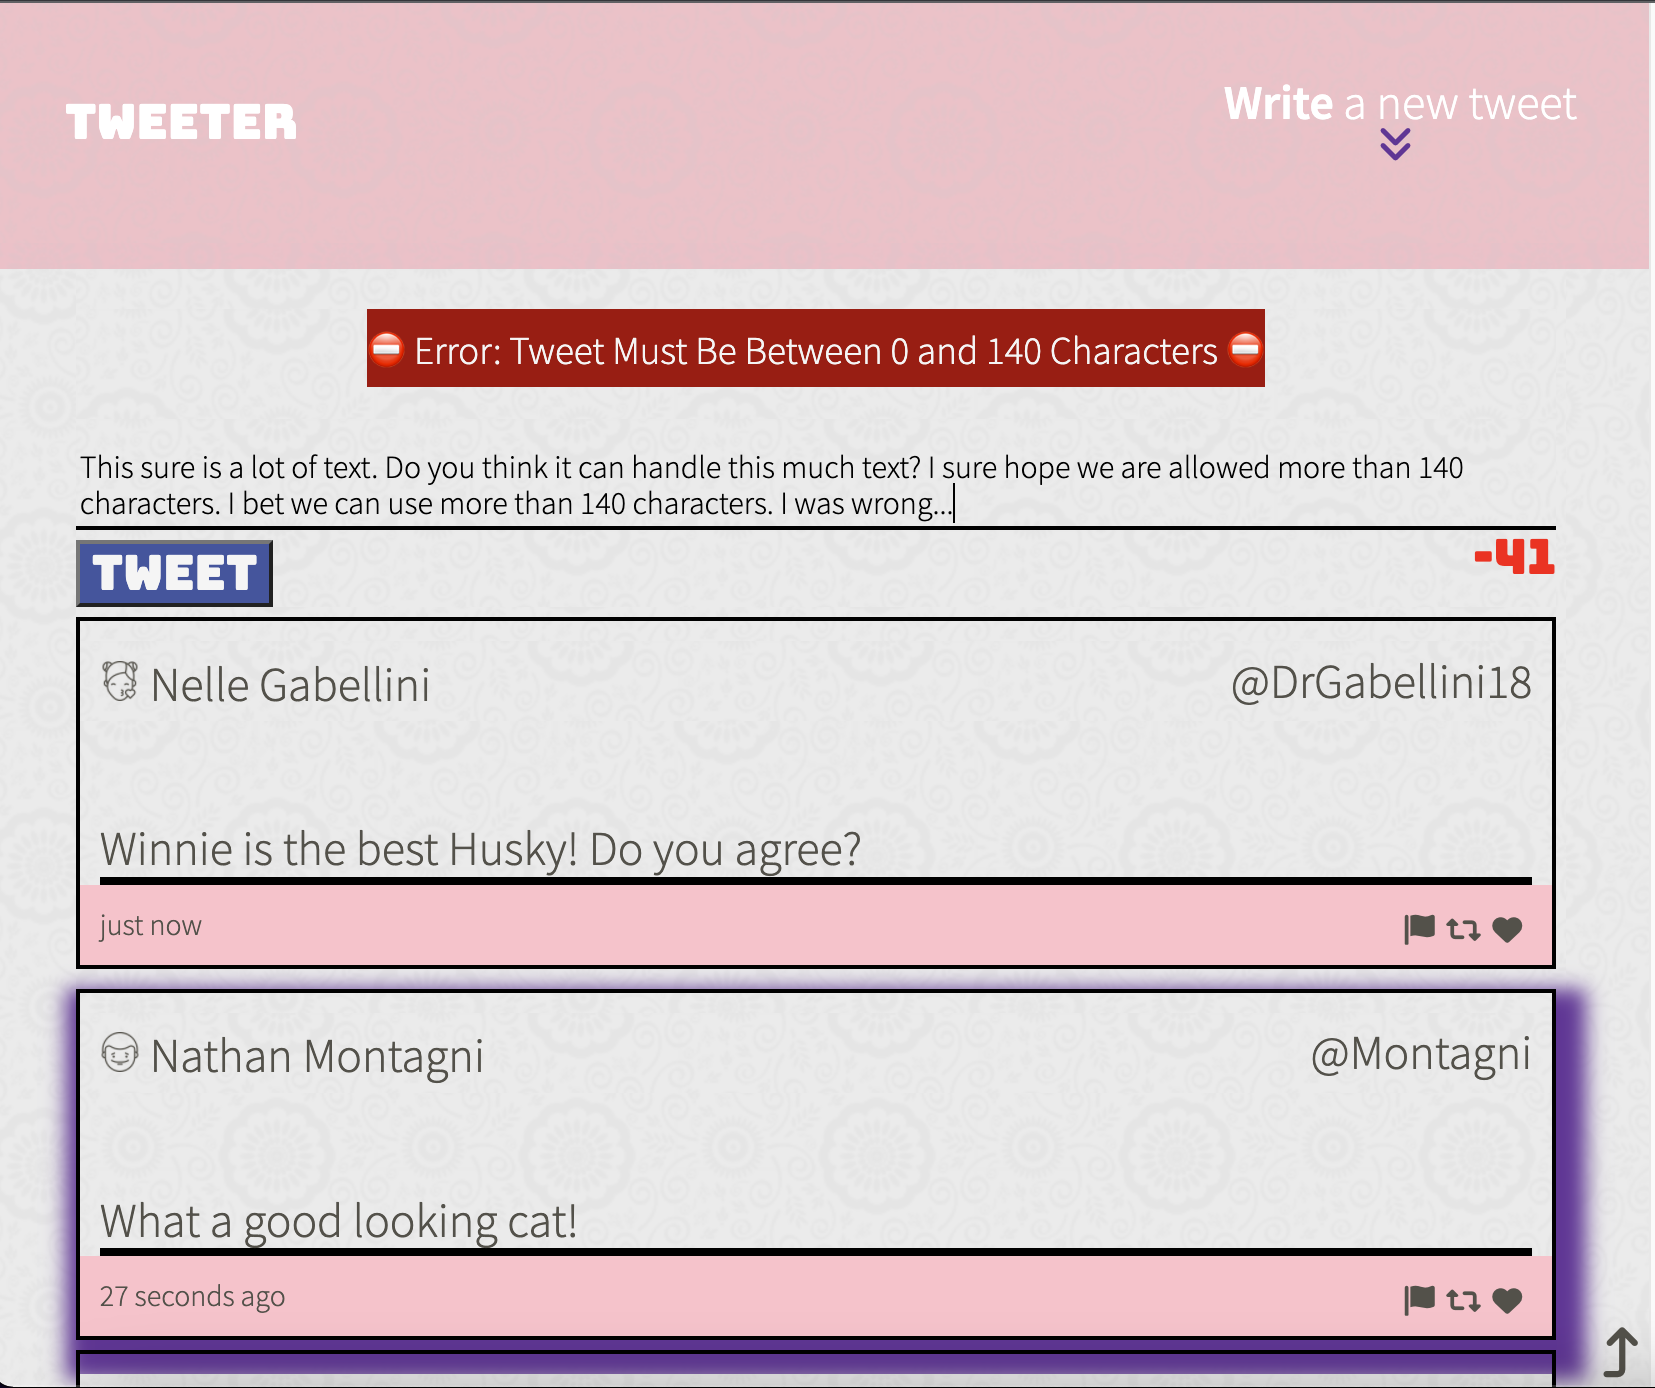 TWEETER
Write a new tweet
⛔ Error: Tweet Must Be Between 0 and 140 Characters ⛔
This sure is a lot of text. Do you think it can handle this much text? I sure hope we are allowed more than 140
characters. I bet we can use more than 140 characters. I was wrong...
TWEET
-41
Nelle Gabellini
@DrGabellini18
Winnie is the best Husky! Do you agree?
just now
Nathan Montagni
@Montagni
What a good looking cat!
27 seconds ago